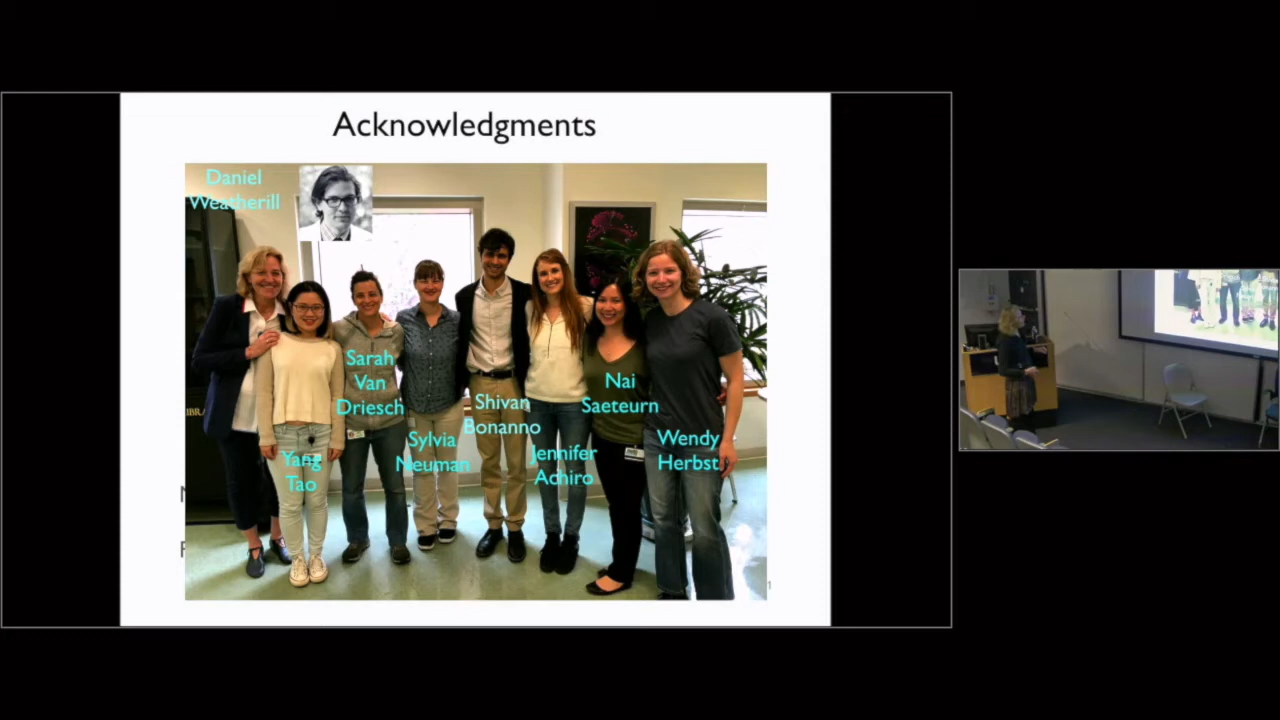 Acknowledgments
Daniel
Weatherill
Sarah
Van
Driesch
Nai
Saeteurn
Shivan
Bonanno
Sylvia
Neuman
Jennifer
Achiro
Wendy
Herbst
Yang
Tao